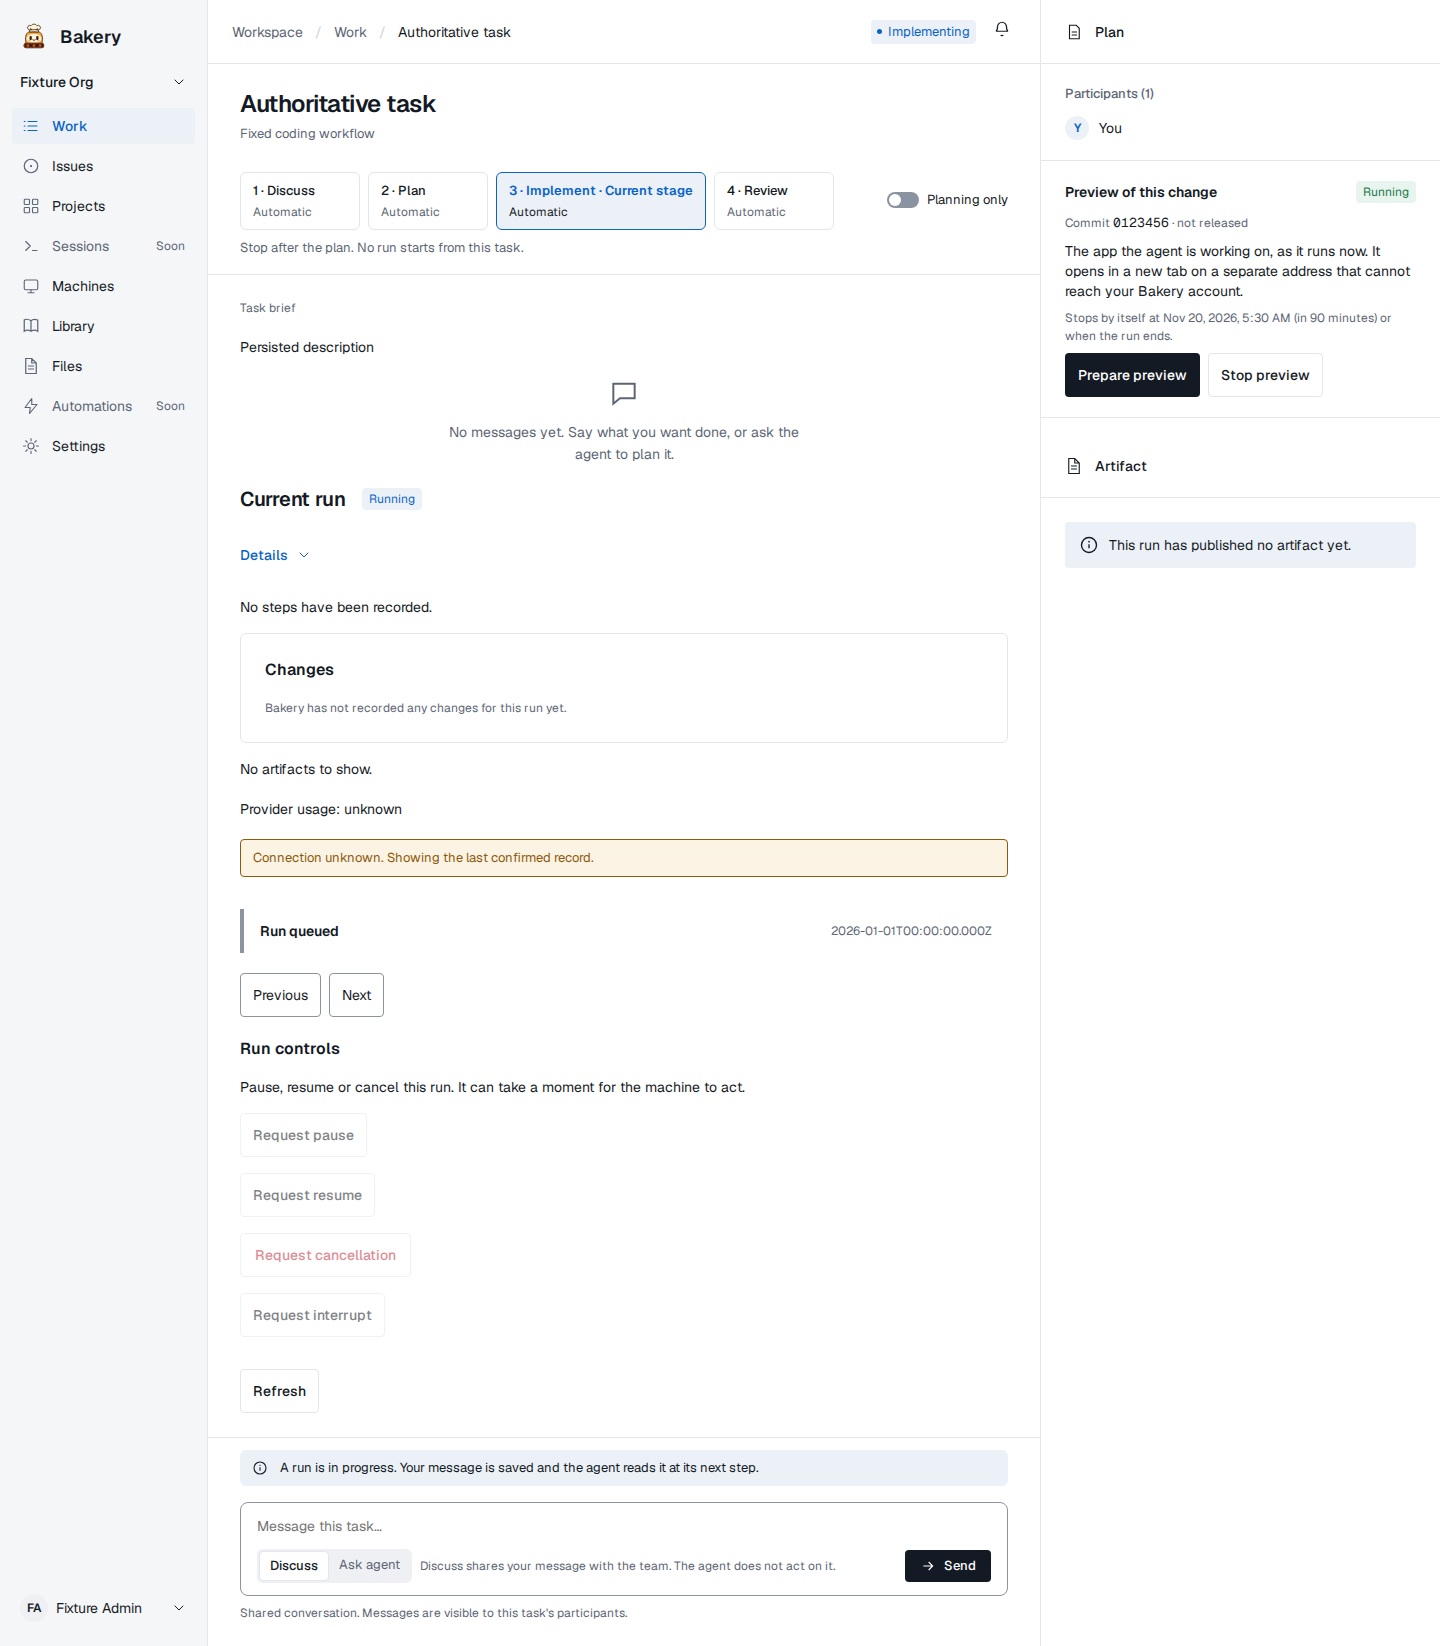 Bakery
Fixture Org
Work
Issues
Projects
Sessions Soon
Machines
Library
Files
Automations Soon
Settings
FA Fixture Admin
Workspace / Work / Authoritative task
Implementing
Authoritative task
Fixed coding workflow
1 · Discuss
Automatic
2 · Plan
Automatic
3 · Implement · Current stage
Automatic
4 · Review
Automatic
Planning only
Stop after the plan. No run starts from this task.
Task brief
Persisted description
No messages yet. Say what you want done, or ask the
agent to plan it.
Current run Running
Details
No steps have been recorded.
Changes
Bakery has not recorded any changes for this run yet.
No artifacts to show.
Provider usage: unknown
Connection unknown. Showing the last confirmed record.
Run queued 2026-01-01T00:00:00.000Z
Previous Next
Run controls
Pause, resume or cancel this run. It can take a moment for the machine to act.
Request pause
Request resume
Request cancellation
Request interrupt
Refresh
A run is in progress. Your message is saved and the agent reads it at its next step.
Message this task…
Discuss Ask agent Discuss shares your message with the team. The agent does not act on it. Send
Shared conversation. Messages are visible to this task's participants.
Plan
Participants (1)
Y You
Preview of this change Running
Commit 0123456 · not released
The app the agent is working on, as it runs now. It
opens in a new tab on a separate address that cannot
reach your Bakery account.
Stops by itself at Nov 20, 2026, 5:30 AM (in 90 minutes) or
when the run ends.
Prepare preview Stop preview
Artifact
This run has published no artifact yet.